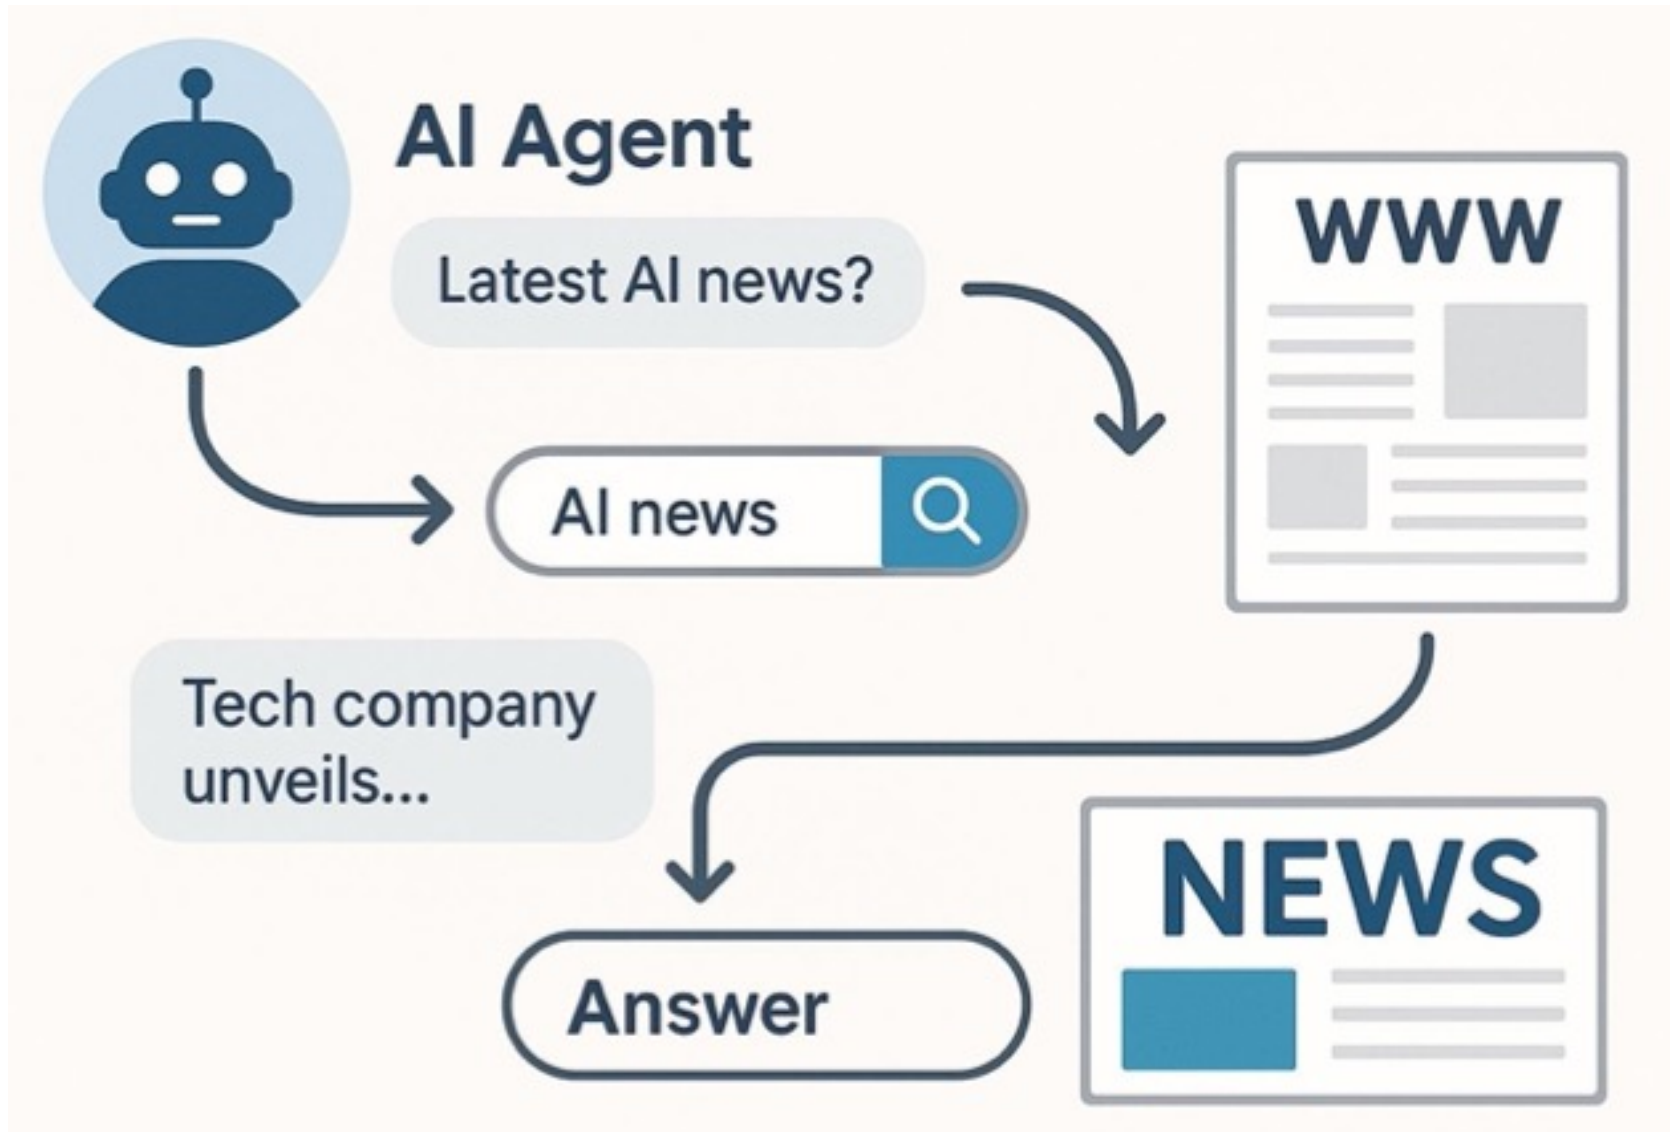 AI Agent
Latest AI news?
WWW
AI news
Tech company
unveils...
NEWS
Answer